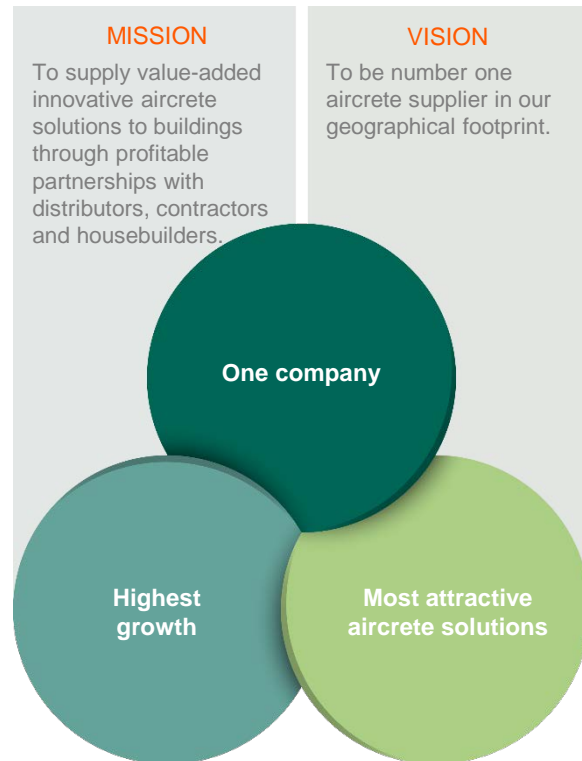 MISSION
To supply value-added
innovative aircrete
solutions to buildings
through profitable
partnerships with
distributors, contractors
and housebuilders.
VISION
To be number one
aircrete supplier in our
geographical footprint.
One company
Highest
growth
Most attractive
aircrete solutions